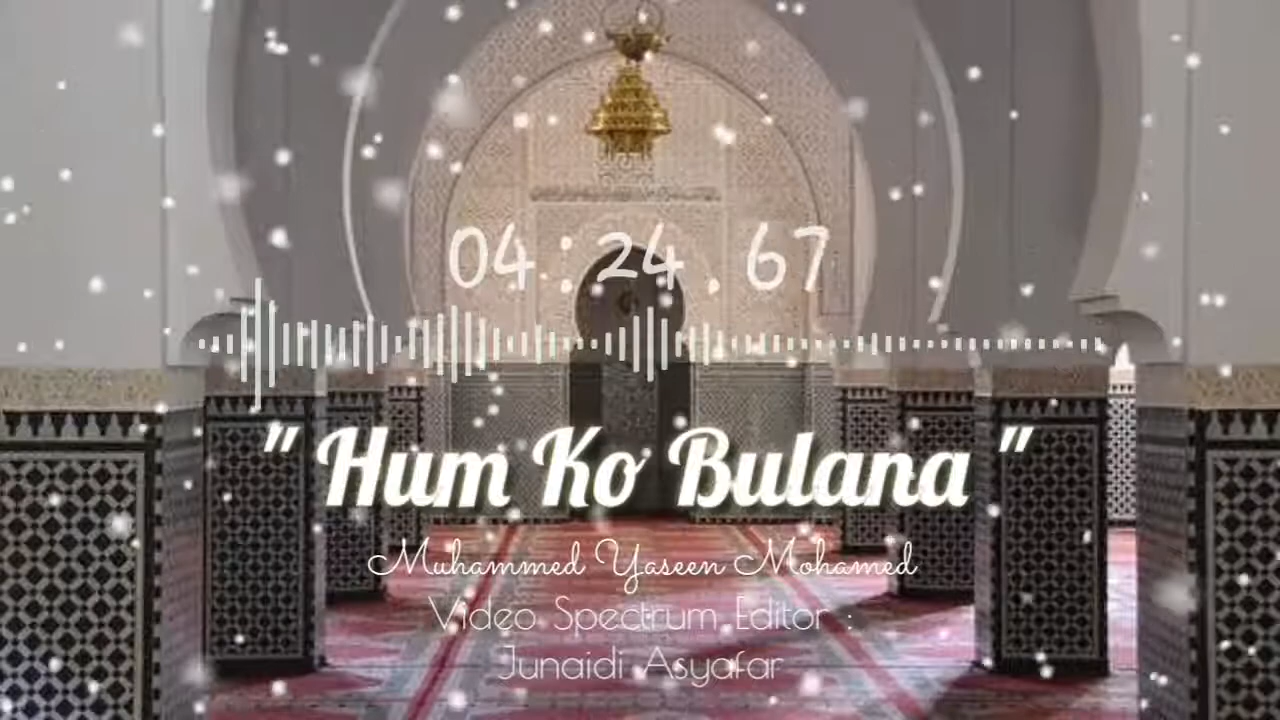 04 : 24 . 67
" Hum Ko Bulana "
Muhammed Yaseen Mohamed
Video Spectrum Editor :
Junaidi Asyafar